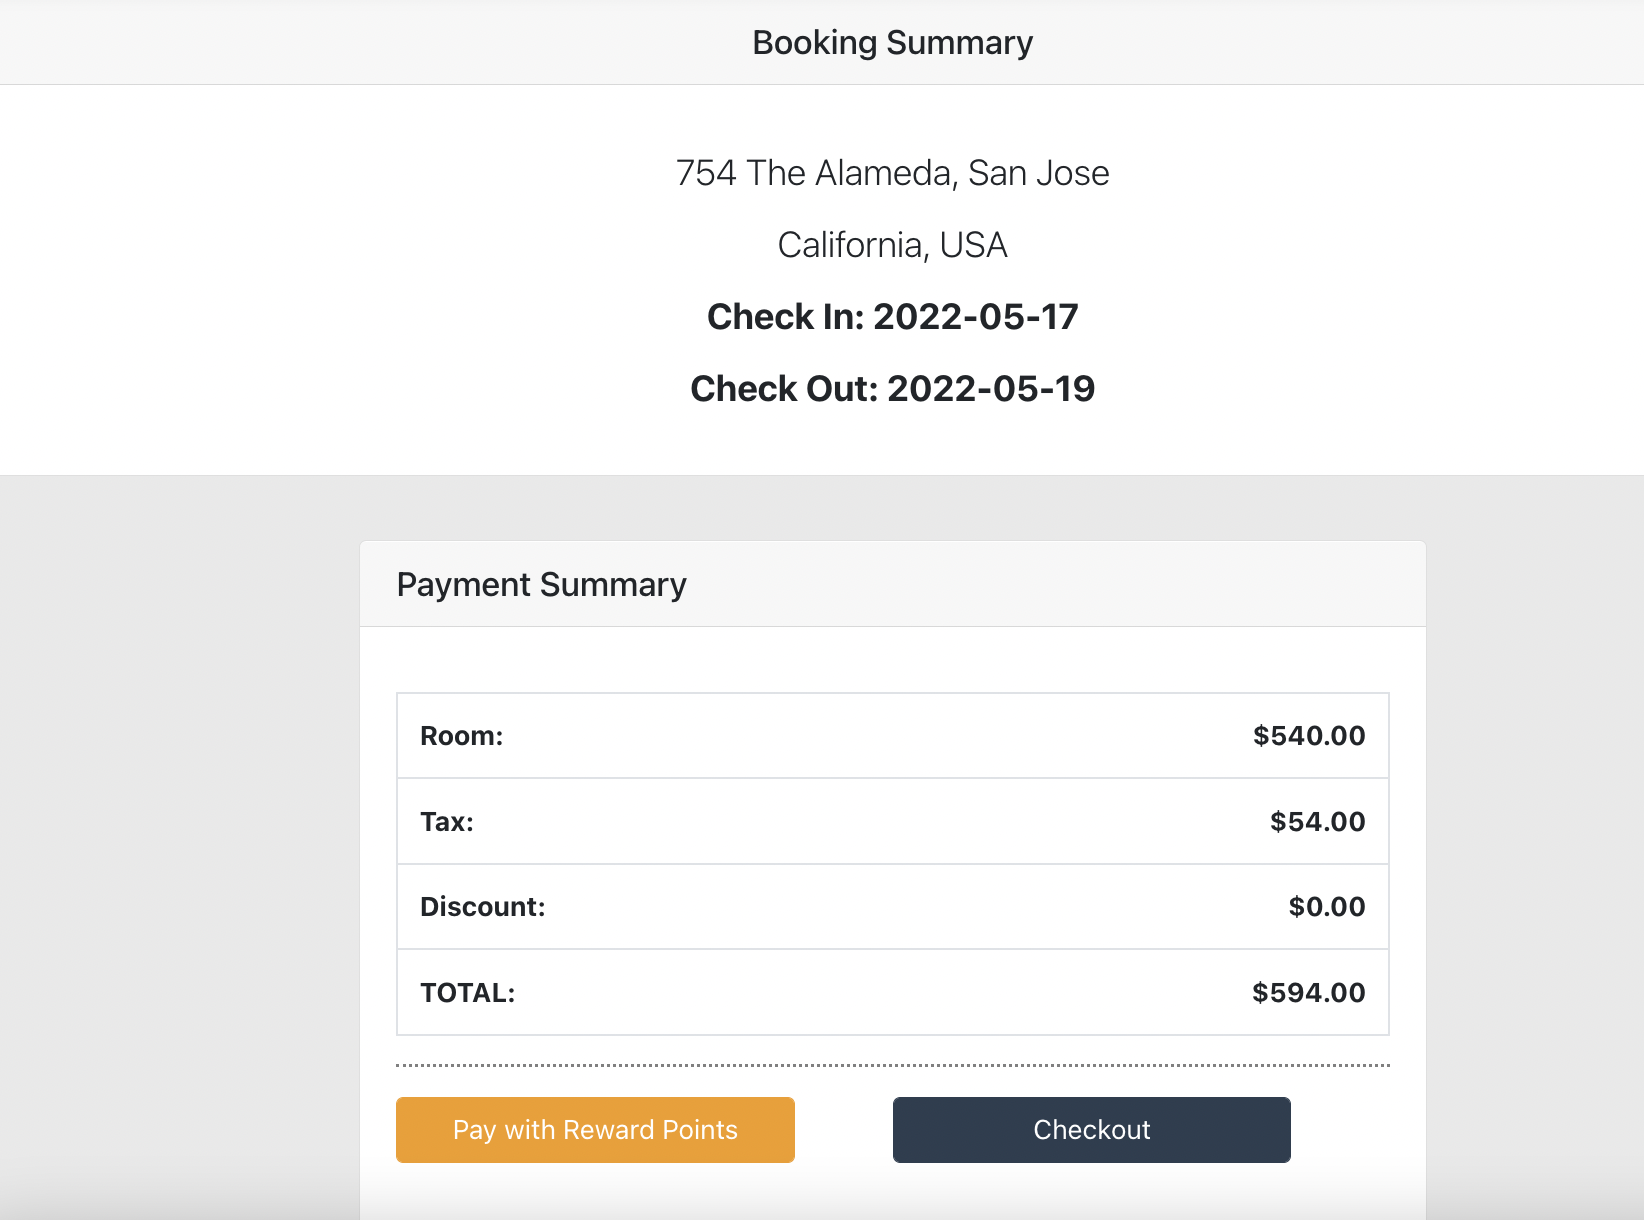 Booking Summary
754 The Alameda, San Jose
California, USA
Check In: 2022-05-17
Check Out: 2022-05-19
Payment Summary
Room: $540.00
Tax: $54.00
Discount: $0.00
TOTAL: $594.00
Pay with Reward Points Checkout